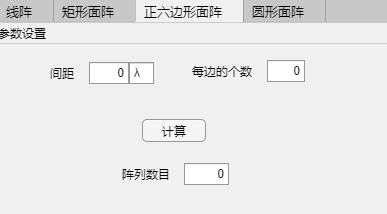 线阵 矩形面阵 正六边形面阵 圆形面阵
参数设置
间距 0 λ 每边的个数 0
计算
阵列数目 0